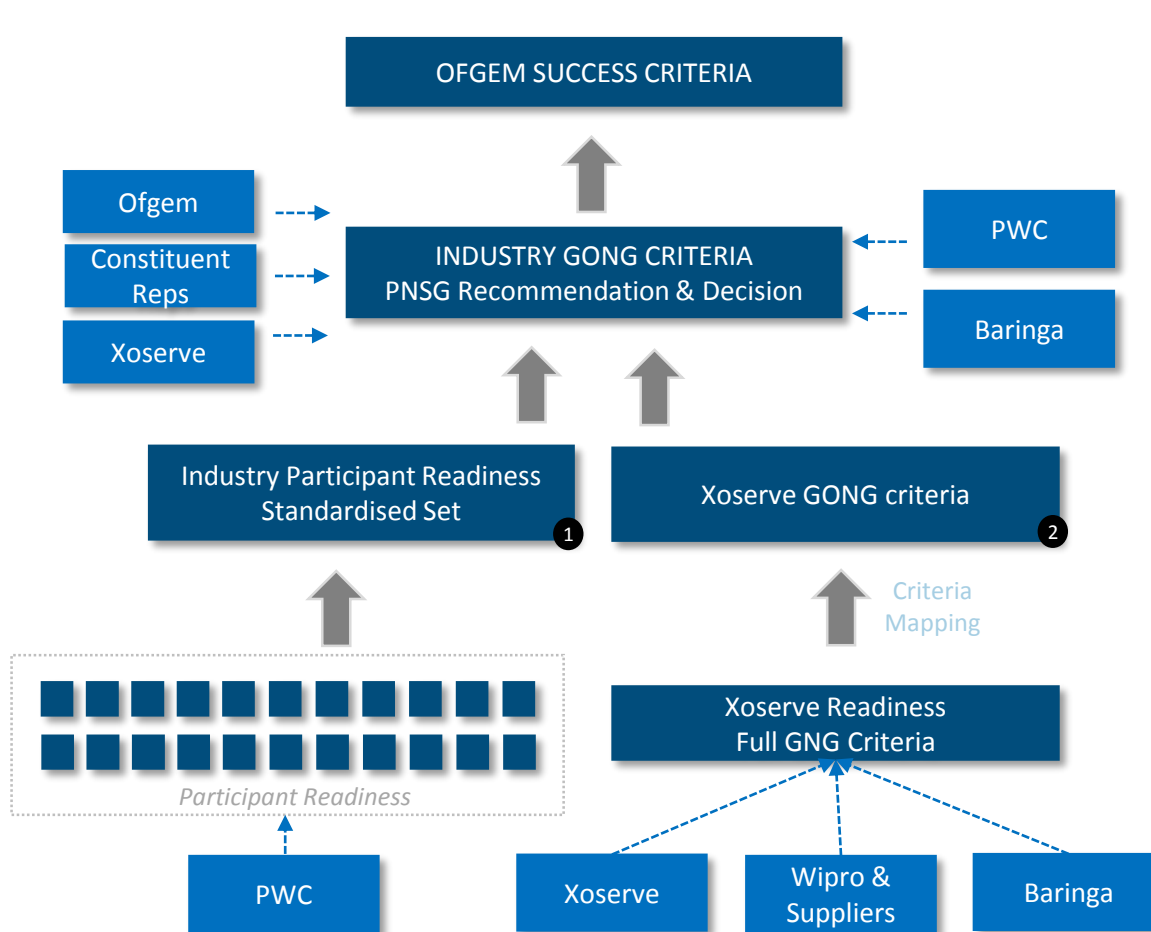 OFGEM SUCCESS CRITERIA
Ofgem
Constituent
Reps
Xoserve
INDUSTRY GONG CRITERIA
PNSG Recommendation & Decision
PWC
Baringa
Industry Participant Readiness
Standardised Set
1
Xoserve GONG criteria
2
Criteria
Mapping
Participant Readiness
Xoserve Readiness
Full GNG Criteria
PWC
Xoserve
Wipro &
Suppliers
Baringa